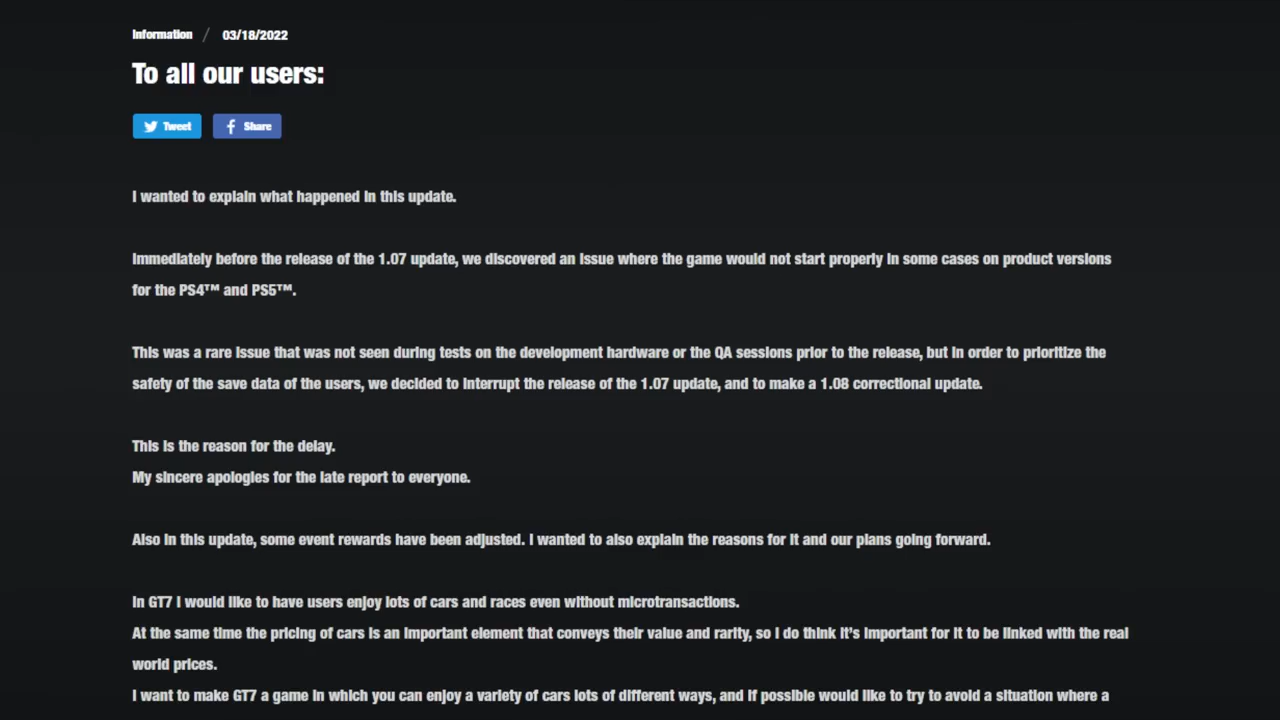 Information / 03/18/2022
To all our users:
Tweet Share
I wanted to explain what happened in this update.
Immediately before the release of the 1.07 update, we discovered an issue where the game would not start properly in some cases on product versions
for the PS4™ and PS5™.
This was a rare issue that was not seen during tests on the development hardware or the QA sessions prior to the release, but in order to prioritize the
safety of the save data of the users, we decided to interrupt the release of the 1.07 update, and to make a 1.08 correctional update.
This is the reason for the delay.
My sincere apologies for the late report to everyone.
Also in this update, some event rewards have been adjusted. I wanted to also explain the reasons for it and our plans going forward.
In GT7 I would like to have users enjoy lots of cars and races even without microtransactions.
At the same time the pricing of cars is an important element that conveys their value and rarity, so I do think it's important for it to be linked with the real
world prices.
I want to make GT7 a game in which you can enjoy a variety of cars lots of different ways, and if possible would like to try to avoid a situation where a